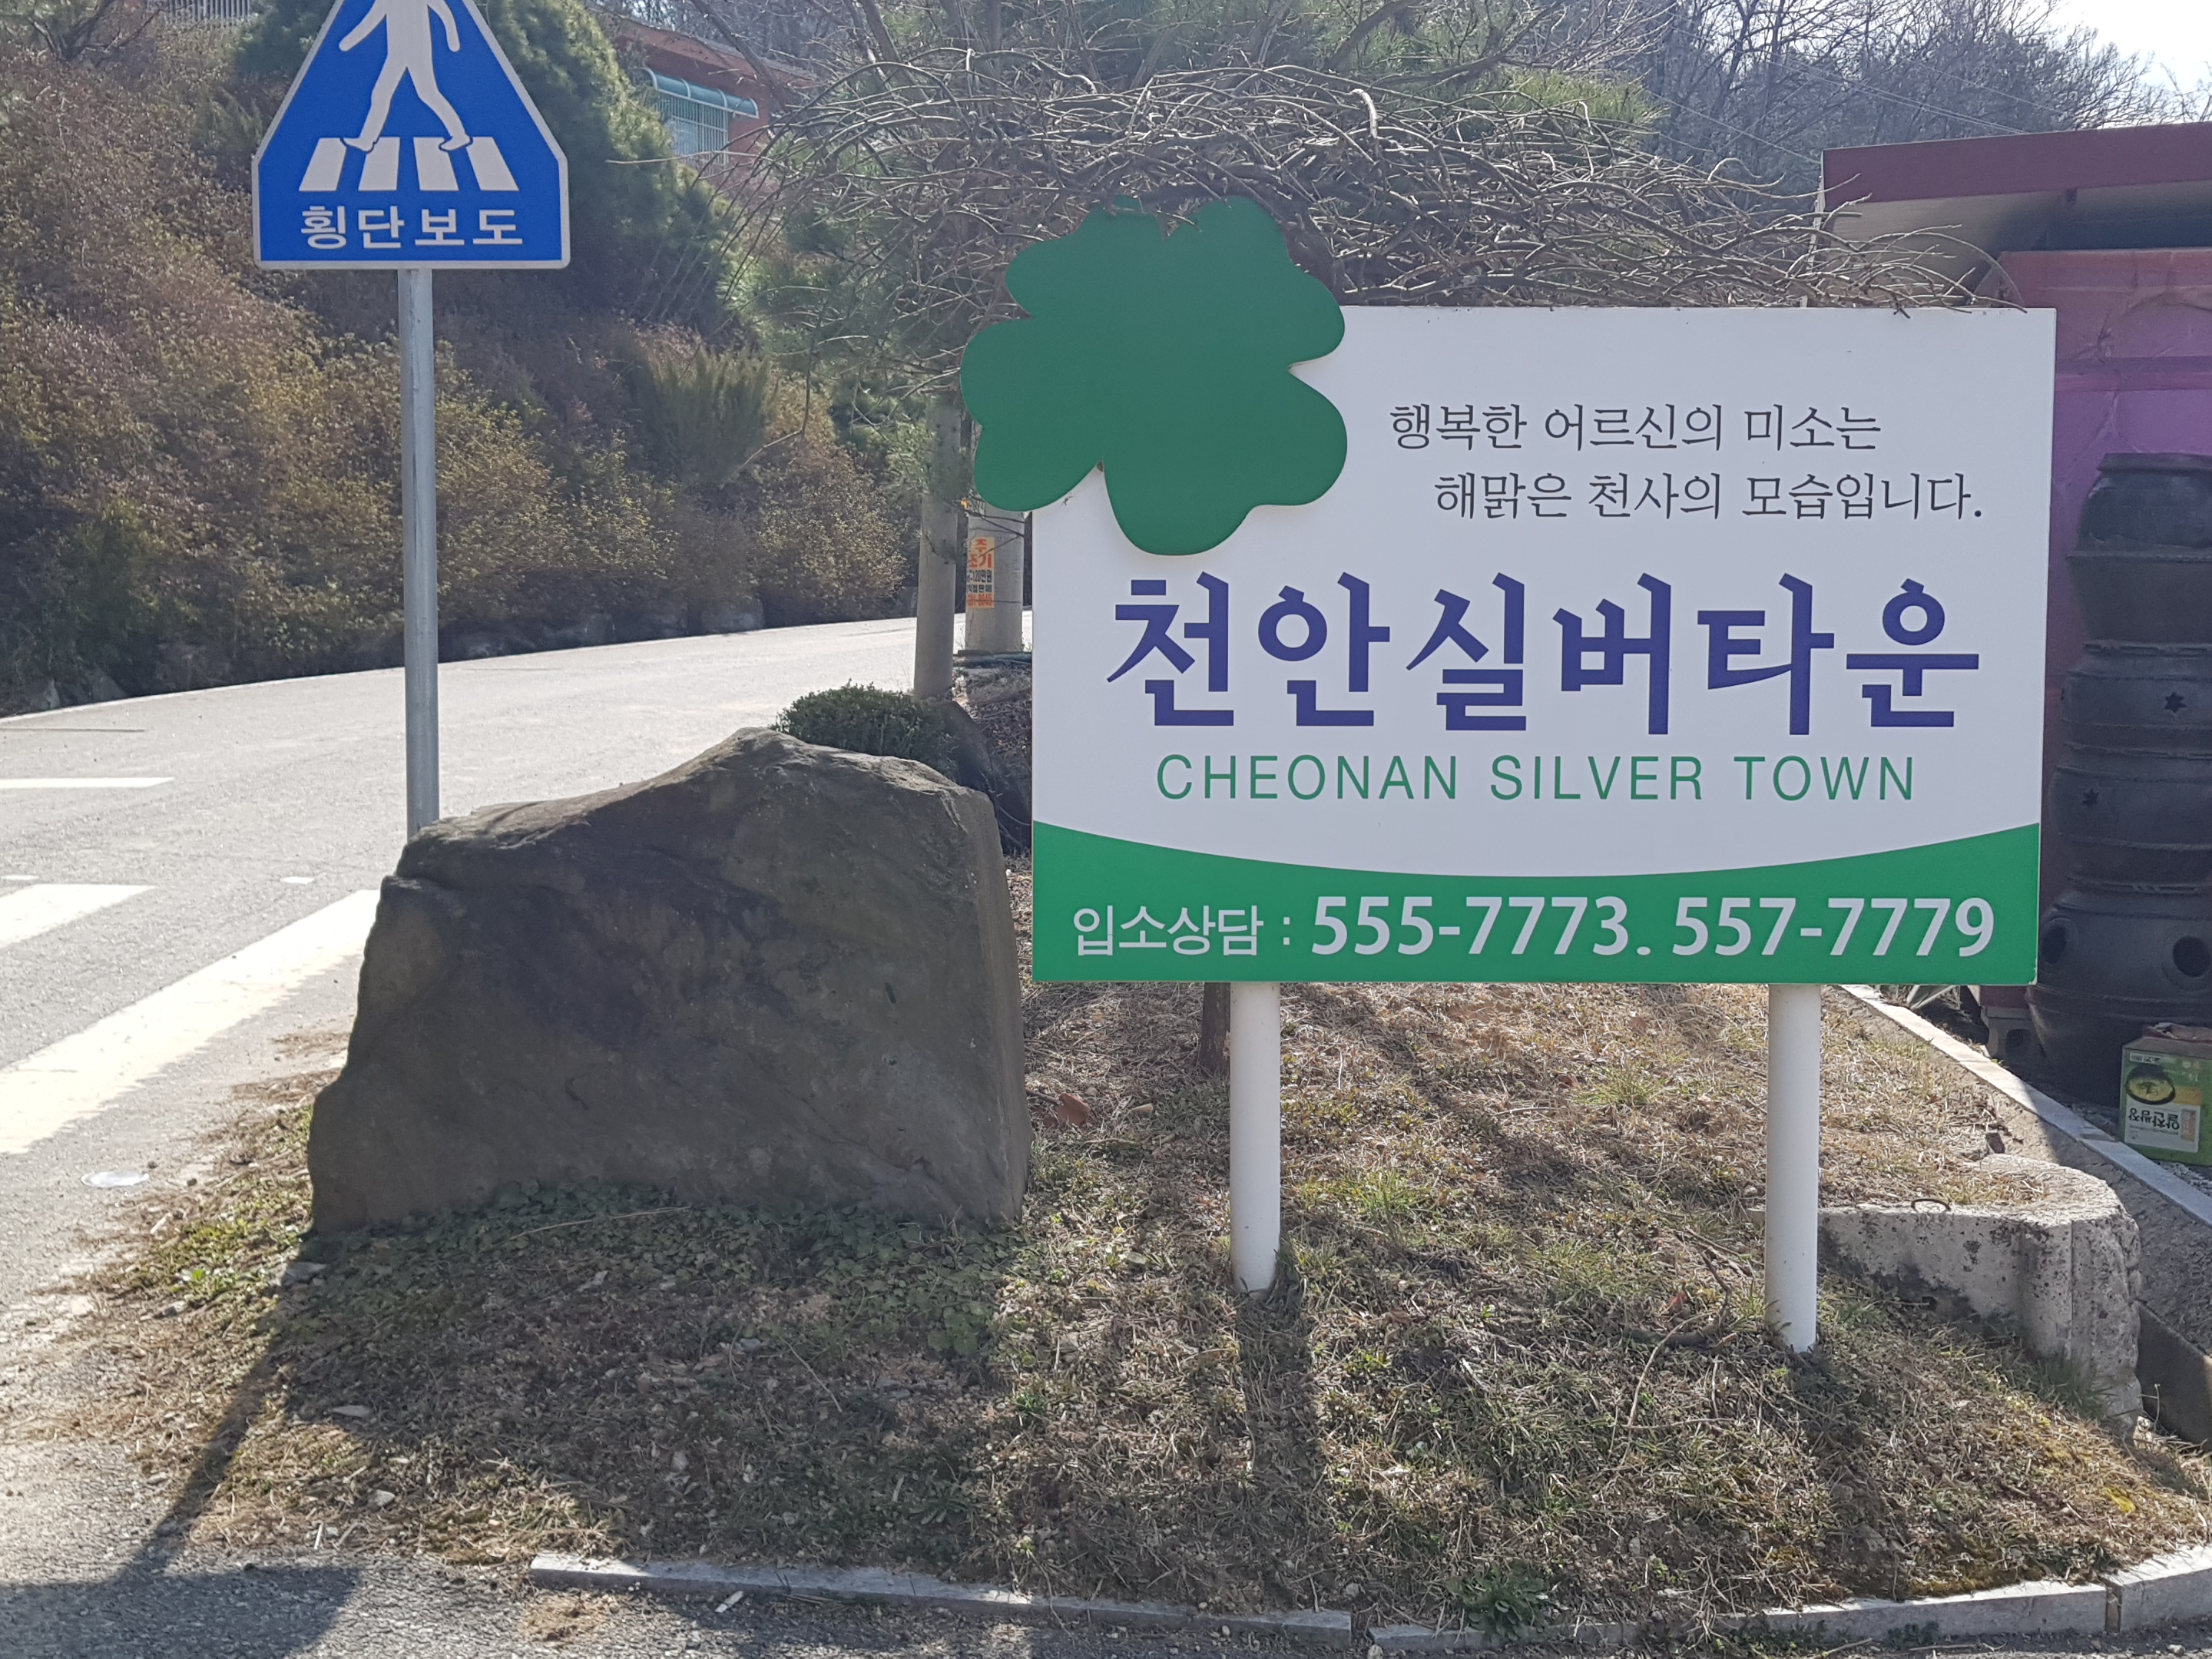 횡단보도
행복한 어르신의 미소는
해맑은 천사의 모습입니다.
천안실버타운
CHEONAN SILVER TOWN
입소상담 : 555-7773. 557-7779